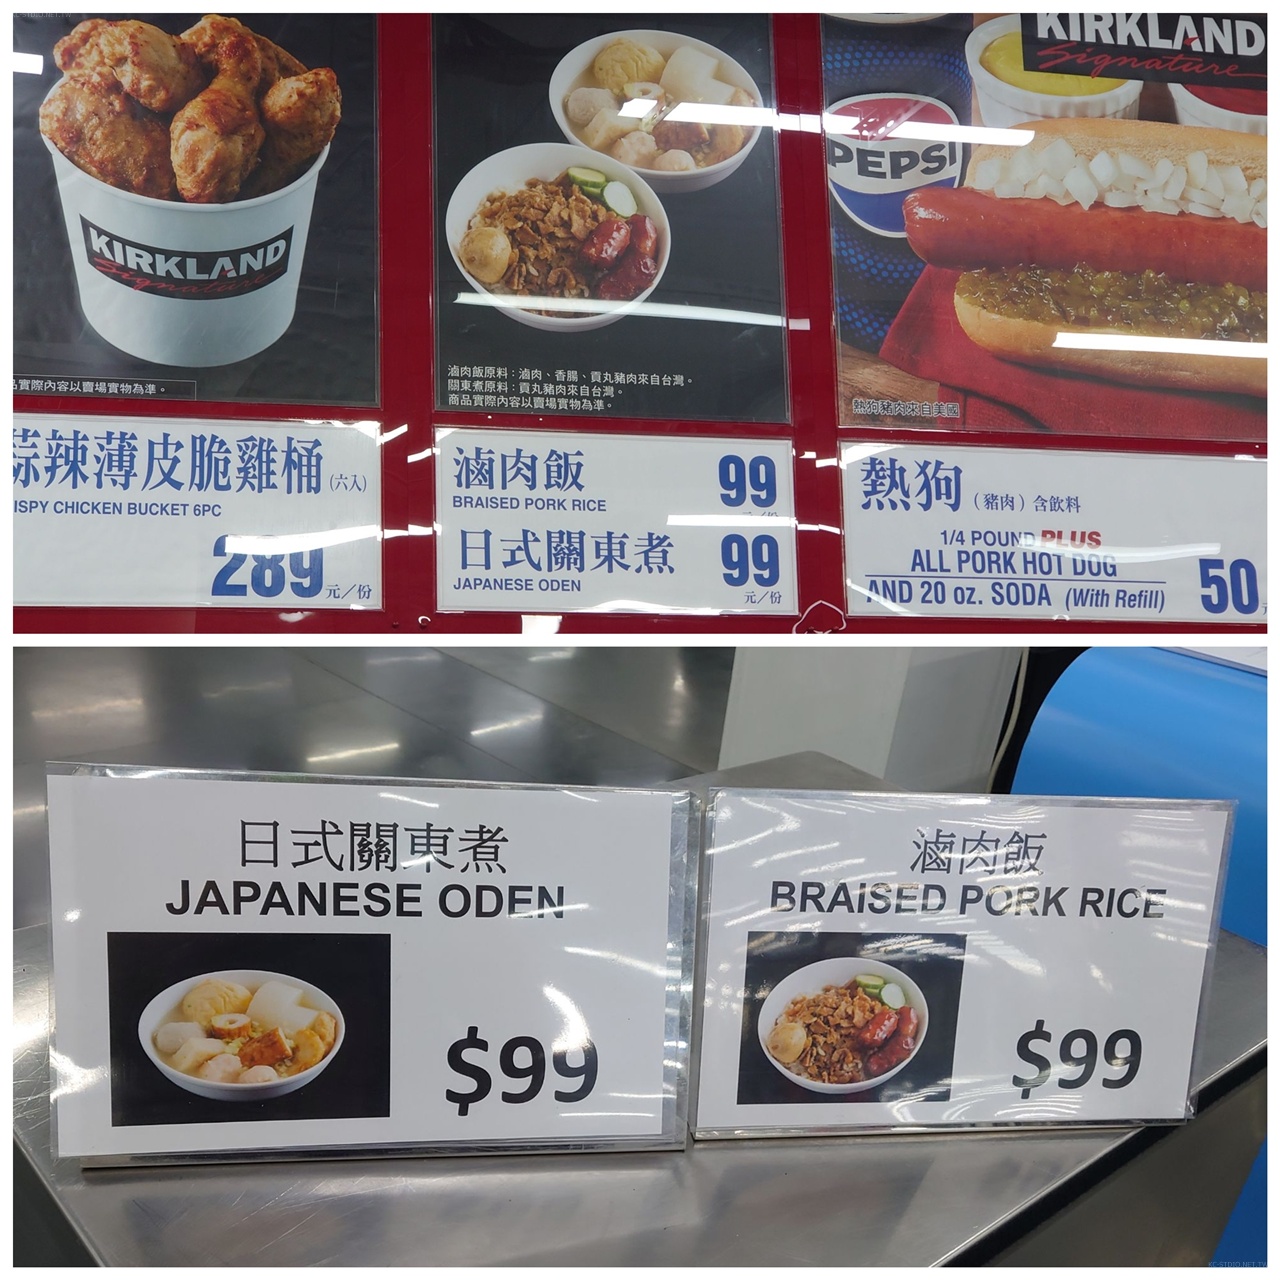 KIRKLAND
Signature
品實際內容以賣場實物為準。
蒜辣薄皮脆雞桶(六入)
ISPY CHICKEN BUCKET 6PC
289元/份
滷肉飯原料:滷肉、香腸、貢丸豬肉來自台灣。
關東煮原料:貢丸豬肉來自台灣。
商品實際內容以賣場實物為準。
滷肉飯 99
BRAISED PORK RICE 元/份
日式關東煮 99
JAPANESE ODEN 元/份
KIRKLAND
Signature
PEPSI
熱狗豬肉來自美國
熱狗(豬肉)含飲料
1/4 POUND PLUS
ALL PORK HOT DOG
AND 20 oz. SODA (With Refill) 50
日式關東煮
JAPANESE ODEN
$99
滷肉飯
BRAISED PORK RICE
$99
KC-STDIO.NET.TW